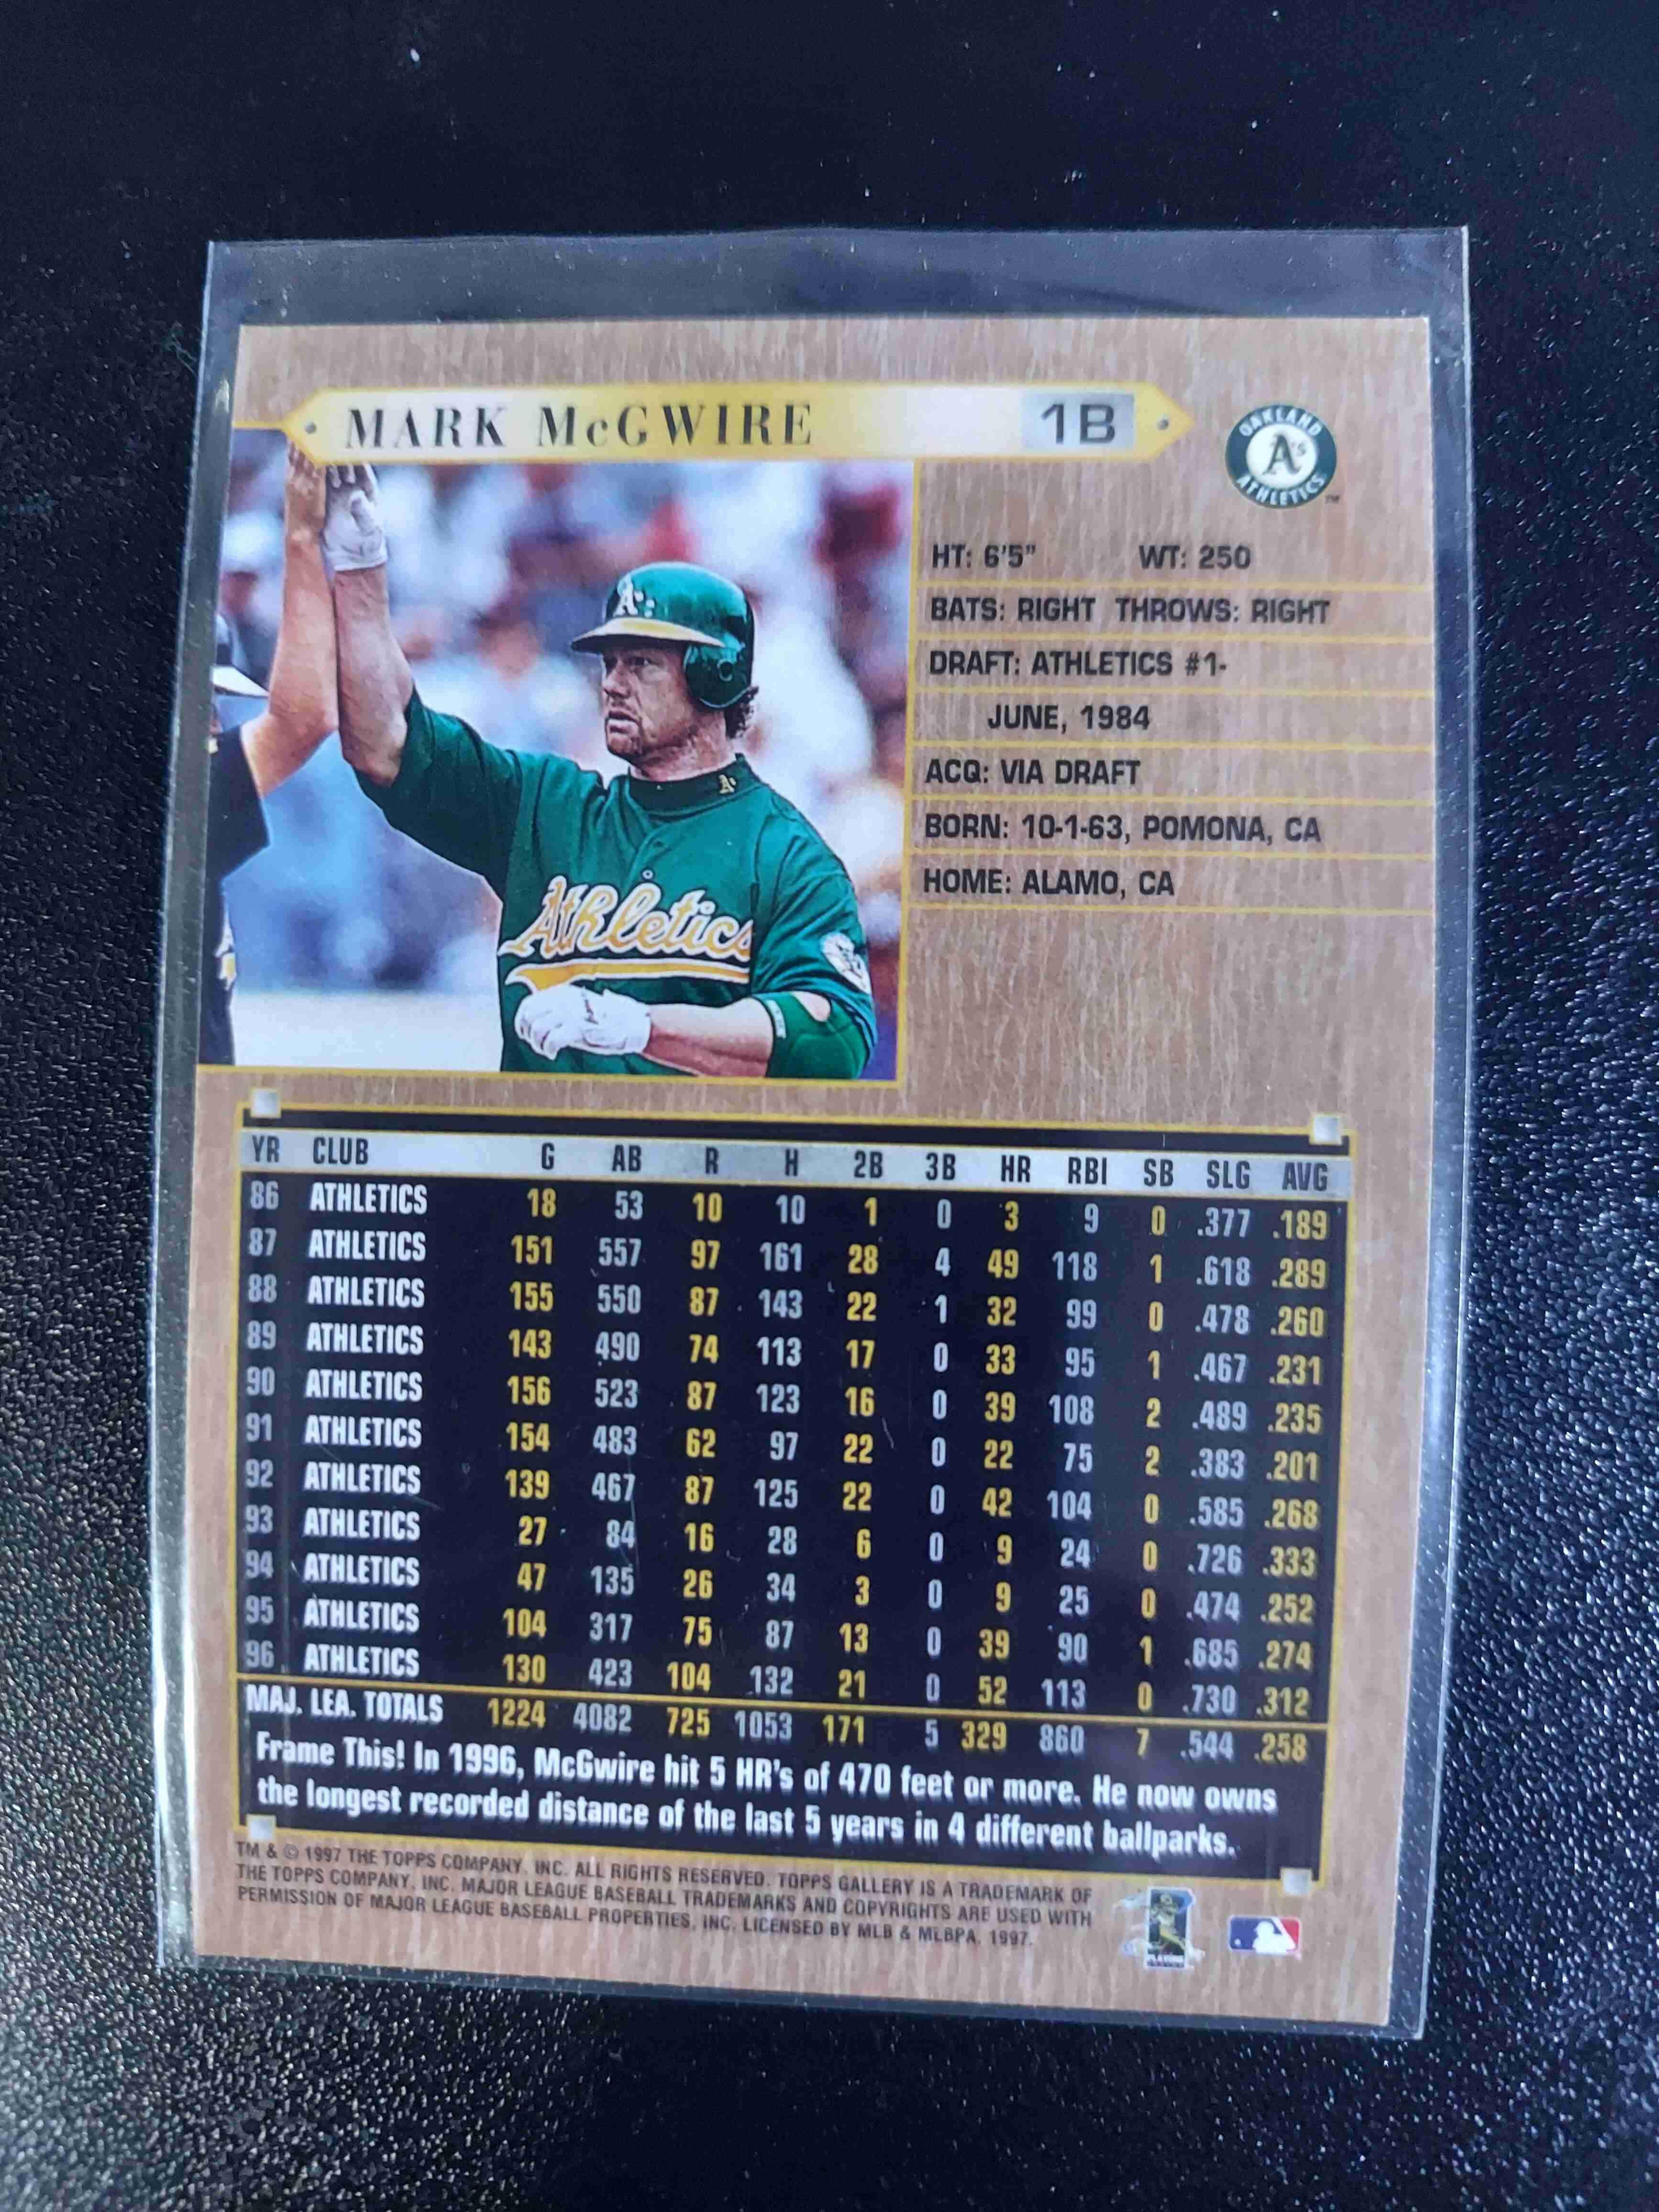 MARK McGWIRE 1B
OAKLAND
A's
ATHLETICS
TM
HT: 6'5" WT: 250
BATS: RIGHT THROWS: RIGHT
DRAFT: ATHLETICS #1-
JUNE, 1984
ACQ: VIA DRAFT
BORN: 10-1-63, POMONA, CA
HOME: ALAMO, CA
A's
A's
Athletics
YR CLUB G AB R H 2B 3B HR RBI SB SLG AVG
86 ATHLETICS 18 53 10 10 1 0 3 9 0 .377 .189
87 ATHLETICS 151 557 97 161 28 4 49 118 1 .618 .289
88 ATHLETICS 155 550 87 143 22 1 32 99 0 .478 .260
89 ATHLETICS 143 490 74 113 17 0 33 95 1 .467 .231
90 ATHLETICS 156 523 87 123 16 0 39 108 2 .489 .235
91 ATHLETICS 154 483 62 97 22 0 22 75 2 .383 .201
92 ATHLETICS 139 467 87 125 22 0 42 104 0 .585 .268
93 ATHLETICS 27 84 16 28 6 0 9 24 0 .726 .333
94 ATHLETICS 47 135 26 34 3 0 9 25 0 .474 .252
95 ATHLETICS 104 317 75 87 13 0 39 90 1 .685 .274
96 ATHLETICS 130 423 104 132 21 0 52 113 0 .730 .312
MAJ. LEA. TOTALS 1224 4082 725 1053 171 5 329 860 7 .544 .258
Frame This! In 1996, McGwire hit 5 HR's of 470 feet or more. He now owns
the longest recorded distance of the last 5 years in 4 different ballparks.
TM & © 1997 THE TOPPS COMPANY, INC. ALL RIGHTS RESERVED. TOPPS GALLERY IS A TRADEMARK OF
THE TOPPS COMPANY, INC. MAJOR LEAGUE BASEBALL TRADEMARKS AND COPYRIGHTS ARE USED WITH
PERMISSION OF MAJOR LEAGUE BASEBALL PROPERTIES, INC. LICENSED BY MLB & MLBPA, 1997.